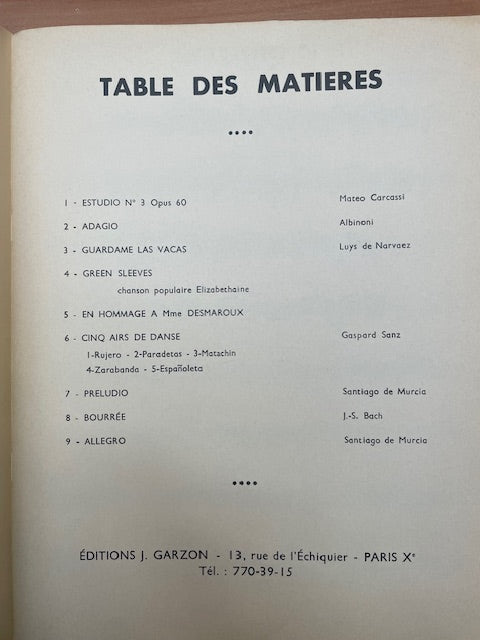 TABLE DES MATIERES
••••
1 - ESTUDIO N° 3 Opus 60 Mateo Carcassi
2 - ADAGIO Albinoni
3 - GUARDAME LAS VACAS Luys de Narvaez
4 - GREEN SLEEVES
chanson populaire Elizabethaine
5 - EN HOMMAGE A Mme DESMAROUX
6 - CINQ AIRS DE DANSE Gaspard Sanz
1-Rujero - 2-Paradetas - 3-Matachin
4-Zarabanda - 5-Españoleta
7 - PRELUDIO Santiago de Murcia
8 - BOURRÉE J.-S. Bach
9 - ALLEGRO Santiago de Murcia
••••
ÉDITIONS J. GARZON - 13, rue de l'Échiquier - PARIS Xe
Tél. : 770-39-15